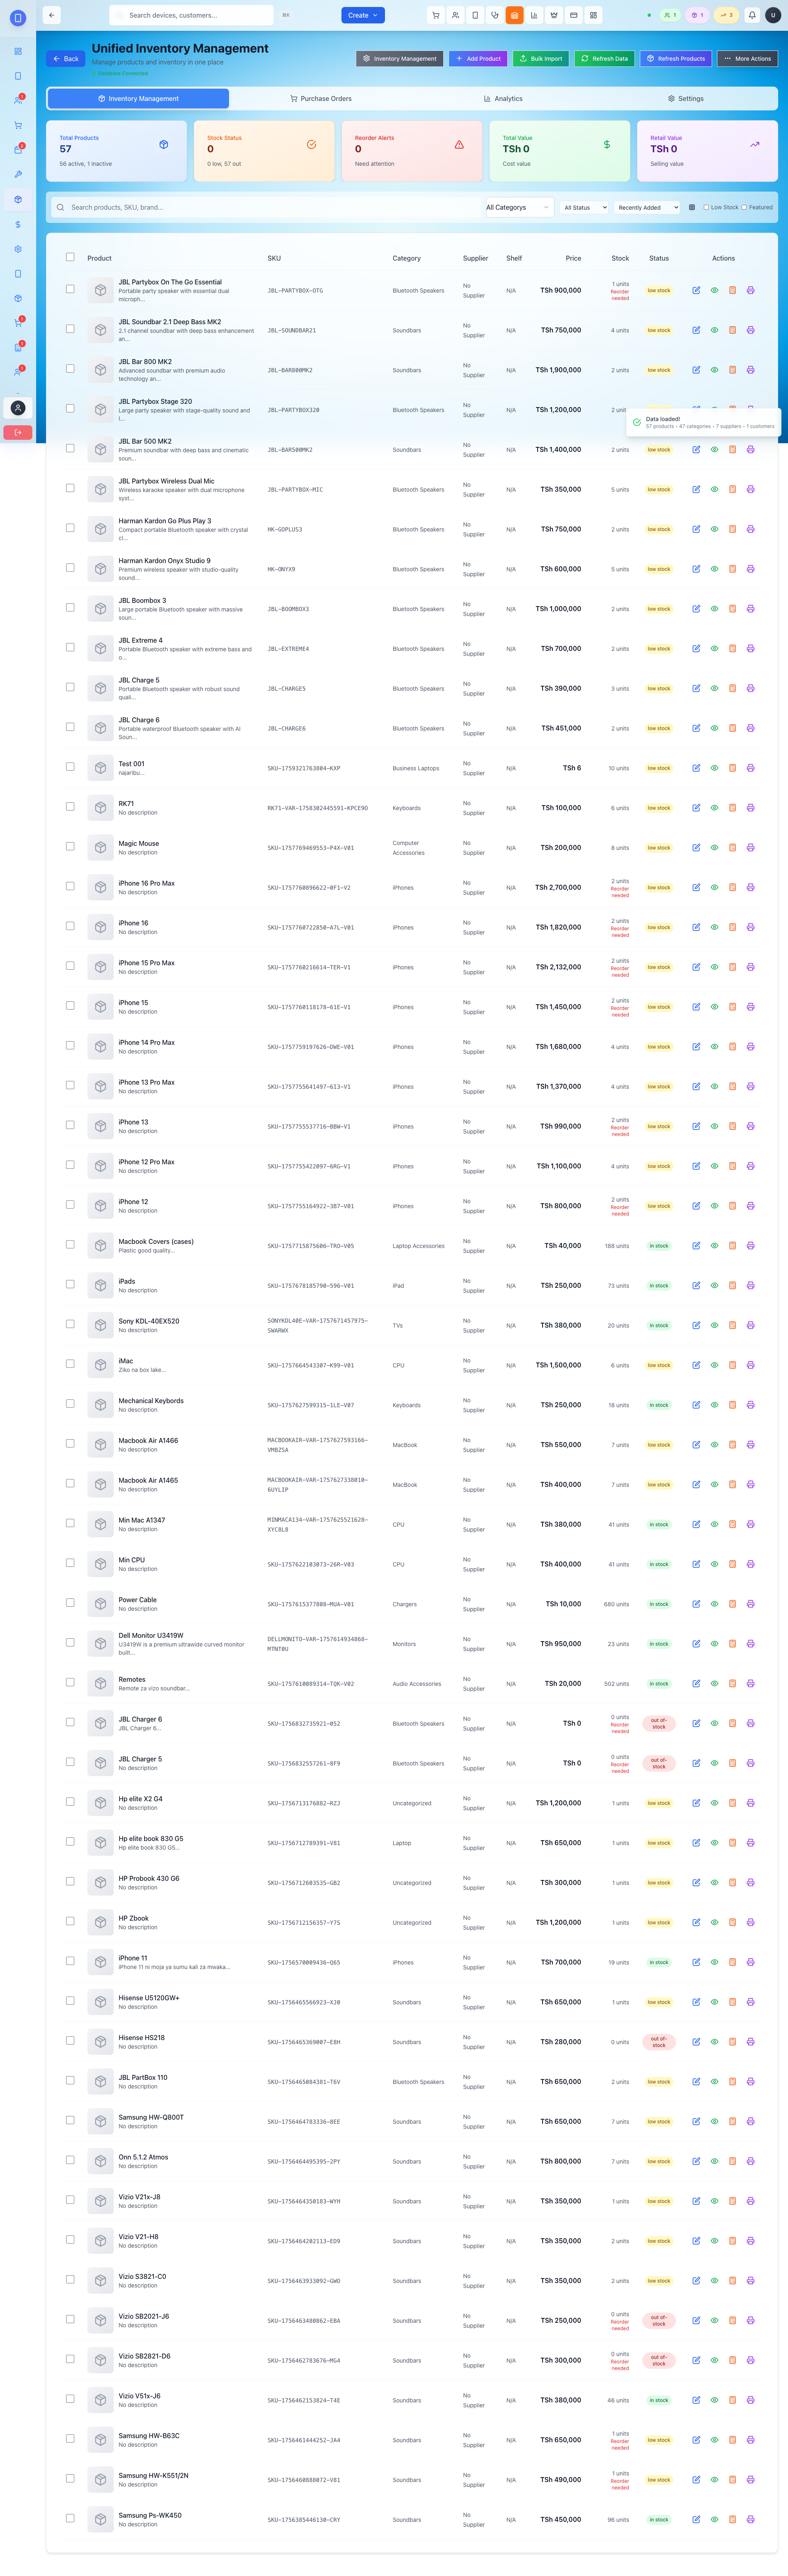 Search devices, customers...
⌘K
Create
1
1
3
U
Back
Unified Inventory Management
Manage products and inventory in one place
Database Connected
Inventory Management
Add Product
Bulk Import
Refresh Data
Refresh Products
More Actions
Inventory Management
Purchase Orders
Analytics
Settings
Total Products
57
56 active, 1 inactive
Stock Status
0
0 low, 57 out
Reorder Alerts
0
Need attention
Total Value
TSh 0
Cost value
Retail Value
TSh 0
Selling value
Search products, SKU, brand...
All Categorys
All Status
Recently Added
Low Stock
Featured
Product SKU Category Supplier Shelf Price Stock Status Actions
JBL Partybox On The Go Essential
Portable party speaker with essential dual microph...
JBL-PARTYBOX-OTG Bluetooth Speakers No Supplier N/A TSh 900,000 1 units Reorder needed low stock
JBL Soundbar 2.1 Deep Bass MK2
2.1 channel soundbar with deep bass enhancement an...
JBL-SOUNDBAR21 Soundbars No Supplier N/A TSh 750,000 4 units low stock
JBL Bar 800 MK2
Advanced soundbar with premium audio technology an...
JBL-BAR800MK2 Soundbars No Supplier N/A TSh 1,900,000 2 units low stock
JBL Partybox Stage 320
Large party speaker with stage-quality sound and l...
JBL-PARTYBOX320 Bluetooth Speakers No Supplier N/A TSh 1,200,000 2 units
Data loaded!
57 products • 47 categories • 7 suppliers • 1 customers
JBL Bar 500 MK2
Premium soundbar with deep bass and cinematic soun...
JBL-BAR500MK2 Soundbars No Supplier N/A TSh 1,400,000 2 units low stock
JBL Partybox Wireless Dual Mic
Wireless karaoke speaker with dual microphone syst...
JBL-PARTYBOX-MIC Bluetooth Speakers No Supplier N/A TSh 350,000 5 units low stock
Harman Kardon Go Plus Play 3
Compact portable Bluetooth speaker with crystal cl...
HK-GOPLUS3 Bluetooth Speakers No Supplier N/A TSh 750,000 2 units low stock
Harman Kardon Onyx Studio 9
Premium wireless speaker with studio-quality sound...
HK-ONYX9 Bluetooth Speakers No Supplier N/A TSh 600,000 5 units low stock
JBL Boombox 3
Large portable Bluetooth speaker with massive soun...
JBL-BOOMBOX3 Bluetooth Speakers No Supplier N/A TSh 1,000,000 2 units low stock
JBL Extreme 4
Portable Bluetooth speaker with extreme bass and o...
JBL-EXTREME4 Bluetooth Speakers No Supplier N/A TSh 700,000 2 units low stock
JBL Charge 5
Portable Bluetooth speaker with robust sound quali...
JBL-CHARGE5 Bluetooth Speakers No Supplier N/A TSh 390,000 3 units low stock
JBL Charge 6
Portable waterproof Bluetooth speaker with AI Soun...
JBL-CHARGE6 Bluetooth Speakers No Supplier N/A TSh 451,000 2 units low stock
Test 001
najaribu...
SKU-1759321763804-KXP Business Laptops No Supplier N/A TSh 6 10 units low stock
RK71
No description
RK71-VAR-1758302445591-KPCE9D Keyboards No Supplier N/A TSh 100,000 6 units low stock
Magic Mouse
No description
SKU-1757769469553-P4X-V01 Computer Accessories No Supplier N/A TSh 200,000 8 units low stock
iPhone 16 Pro Max
No description
SKU-1757760896622-0F1-V2 iPhones No Supplier N/A TSh 2,700,000 2 units Reorder needed low stock
iPhone 16
No description
SKU-1757760722850-A7L-V01 iPhones No Supplier N/A TSh 1,820,000 2 units Reorder needed low stock
iPhone 15 Pro Max
No description
SKU-1757760216614-TER-V1 iPhones No Supplier N/A TSh 2,132,000 2 units Reorder needed low stock
iPhone 15
No description
SKU-1757760118178-61E-V1 iPhones No Supplier N/A TSh 1,450,000 2 units Reorder needed low stock
iPhone 14 Pro Max
No description
SKU-1757759197626-DWE-V01 iPhones No Supplier N/A TSh 1,680,000 4 units low stock
iPhone 13 Pro Max
No description
SKU-1757755641497-6I3-V1 iPhones No Supplier N/A TSh 1,370,000 4 units low stock
iPhone 13
No description
SKU-1757755537716-BBW-V1 iPhones No Supplier N/A TSh 990,000 2 units Reorder needed low stock
iPhone 12 Pro Max
No description
SKU-1757755422097-6RG-V1 iPhones No Supplier N/A TSh 1,100,000 4 units low stock
iPhone 12
No description
SKU-1757755164922-3B7-V01 iPhones No Supplier N/A TSh 800,000 2 units Reorder needed low stock
Macbook Covers (cases)
Plastic good quality...
SKU-1757715875606-TRO-V05 Laptop Accessories No Supplier N/A TSh 40,000 188 units in stock
iPads
No description
SKU-1757678185790-596-V01 iPad No Supplier N/A TSh 250,000 73 units in stock
Sony KDL-40EX520
No description
SONYKDL40E-VAR-1757671457975-SWARWX TVs No Supplier N/A TSh 380,000 20 units in stock
iMac
Ziko na box lake...
SKU-1757664543307-K99-V01 CPU No Supplier N/A TSh 1,500,000 6 units low stock
Mechanical Keybords
No description
SKU-1757627599315-1LE-V07 Keyboards No Supplier N/A TSh 250,000 18 units in stock
Macbook Air A1466
No description
MACBOOKAIR-VAR-1757627593166-VMBZSA MacBook No Supplier N/A TSh 550,000 7 units low stock
Macbook Air A1465
No description
MACBOOKAIR-VAR-1757627338010-6UYLIP MacBook No Supplier N/A TSh 400,000 7 units low stock
Min Mac A1347
No description
MINMACA134-VAR-1757625521628-XYC8L8 CPU No Supplier N/A TSh 380,000 41 units in stock
Min CPU
No description
SKU-1757622103073-26R-V03 CPU No Supplier N/A TSh 400,000 41 units in stock
Power Cable
No description
SKU-1757615377808-MUA-V01 Chargers No Supplier N/A TSh 10,000 680 units in stock
Dell Monitor U3419W
U3419W is a premium ultrawide curved monitor built...
DELLMONITO-VAR-1757614934868-MTNT0U Monitors No Supplier N/A TSh 950,000 23 units in stock
Remotes
Remote za vizo soundbar...
SKU-1757610089314-TQK-V02 Audio Accessories No Supplier N/A TSh 20,000 502 units in stock
JBL Charger 6
JBL Charger 6...
SKU-1756832735921-052 Bluetooth Speakers No Supplier N/A TSh 0 0 units Reorder needed out of-stock
JBL Charger 5
No description
SKU-1756832557261-8F9 Bluetooth Speakers No Supplier N/A TSh 0 0 units Reorder needed out of-stock
Hp elite X2 G4
No description
SKU-1756713176882-RZJ Uncategorized No Supplier N/A TSh 1,200,000 1 units low stock
Hp elite book 830 G5
Hp elite book 830 G5...
SKU-1756712789391-V81 Laptop No Supplier N/A TSh 650,000 1 units low stock
HP Probook 430 G6
No description
SKU-1756712603535-GB2 Uncategorized No Supplier N/A TSh 300,000 1 units low stock
HP Zbook
No description
SKU-1756712156357-Y7S Uncategorized No Supplier N/A TSh 1,200,000 1 units low stock
iPhone 11
iPhone 11 ni moja ya sumu kali za mwaka...
SKU-1756570009436-Q65 iPhones No Supplier N/A TSh 700,000 19 units in stock
Hisense U5120GW+
No description
SKU-1756465566923-XJ0 Soundbars No Supplier N/A TSh 650,000 1 units low stock
Hisense HS218
No description
SKU-1756465369007-E8H Soundbars No Supplier N/A TSh 280,000 0 units out of-stock
JBL PartBox 110
No description
SKU-1756465084381-T6V Bluetooth Speakers No Supplier N/A TSh 650,000 2 units low stock
Samsung HW-Q800T
No description
SKU-1756464783336-8EE Soundbars No Supplier N/A TSh 650,000 7 units low stock
Onn 5.1.2 Atmos
No description
SKU-1756464495395-2PY Soundbars No Supplier N/A TSh 800,000 7 units low stock
Vizio V21x-J8
No description
SKU-1756464350183-WYH Soundbars No Supplier N/A TSh 350,000 1 units low stock
Vizio V21-H8
No description
SKU-1756464202113-ED9 Soundbars No Supplier N/A TSh 350,000 2 units low stock
Vizio S3821-C0
No description
SKU-1756463933092-GWO Soundbars No Supplier N/A TSh 350,000 2 units low stock
Vizio SB2021-J6
No description
SKU-1756463480862-EBA Soundbars No Supplier N/A TSh 250,000 0 units Reorder needed out of-stock
Vizio SB2821-D6
No description
SKU-1756462783676-MG4 Soundbars No Supplier N/A TSh 300,000 0 units Reorder needed out of-stock
Vizio V51x-J6
No description
SKU-1756462153824-T4E Soundbars No Supplier N/A TSh 380,000 46 units in stock
Samsung HW-B63C
No description
SKU-1756461444252-JA4 Soundbars No Supplier N/A TSh 650,000 1 units Reorder needed low stock
Samsung HW-K551/2N
No description
SKU-1756460888072-V81 Soundbars No Supplier N/A TSh 490,000 1 units Reorder needed low stock
Samsung Ps-WK450
No description
SKU-1756385446130-CRY Soundbars No Supplier N/A TSh 450,000 96 units in stock